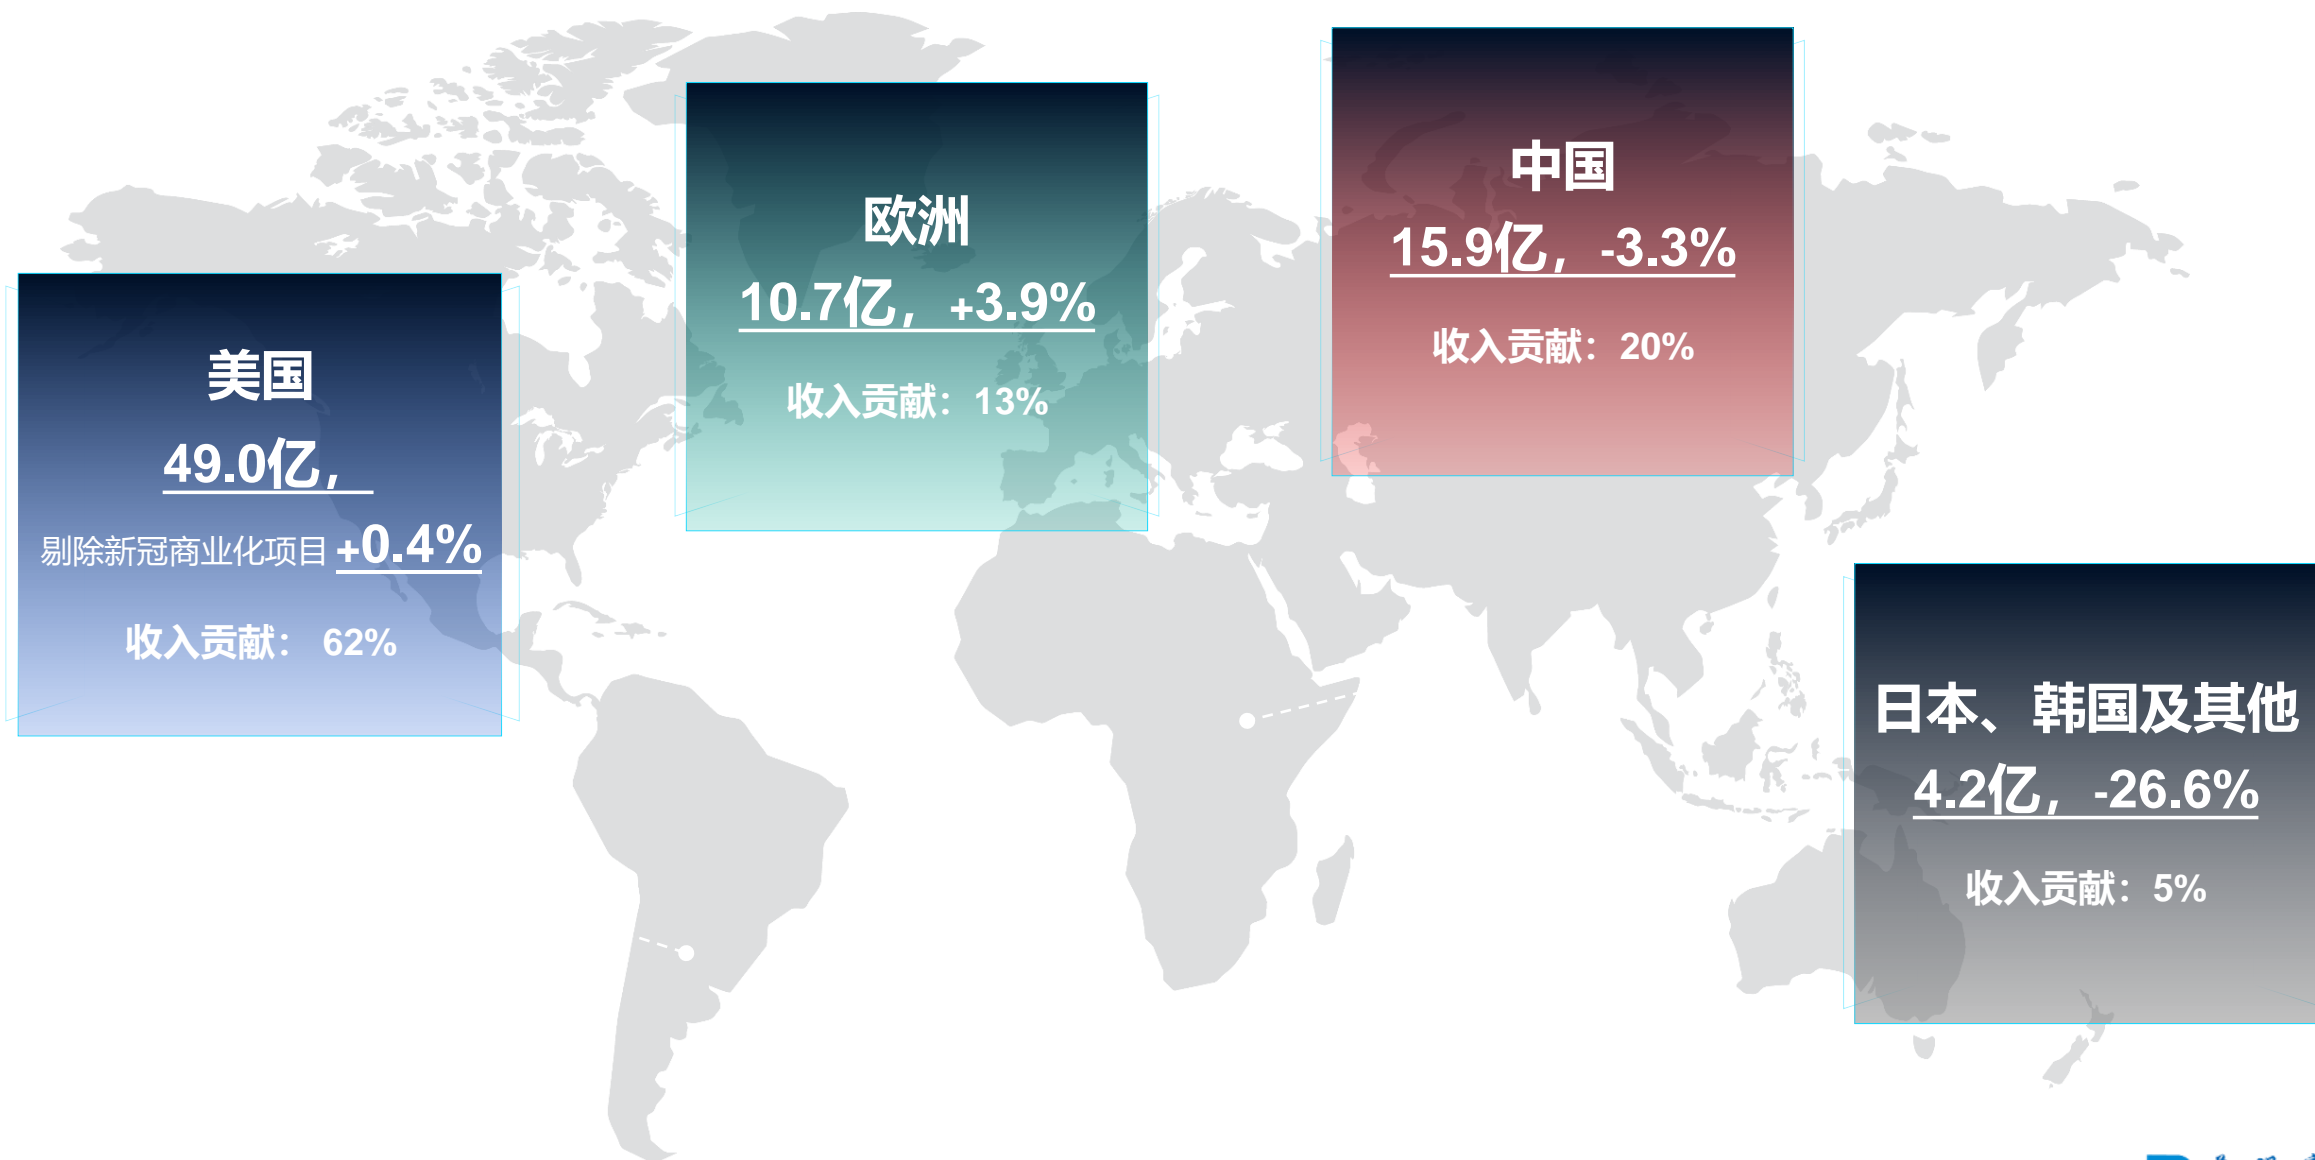 美国
49.0亿，
剔除新冠商业化项目 +0.4%
收入贡献： 62%
欧洲
10.7亿，+3.9%
收入贡献：13%
中国
15.9亿，-3.3%
收入贡献：20%
日本、韩国及其他
4.2亿，-26.6%
收入贡献：5%